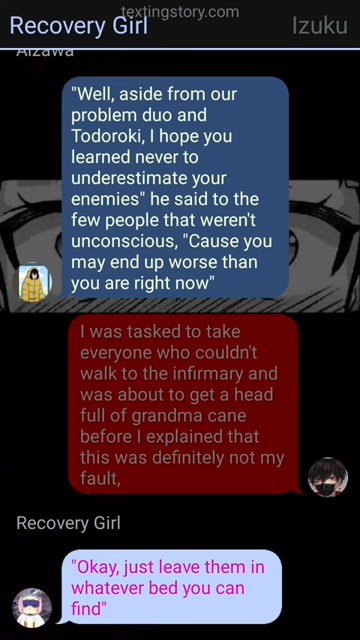 textingstory.com
Recovery Girl
Izuku
Aizawa
"Well, aside from our
problem duo and
Todoroki, I hope you
learned never to
underestimate your
enemies" he said to the
few people that weren't
unconscious, "Cause you
may end up worse than
you are right now"
I was tasked to take
everyone who couldn't
walk to the infirmary and
was about to get a head
full of grandma cane
before I explained that
this was definitely not my
fault,
Recovery Girl
"Okay, just leave them in
whatever bed you can
find"